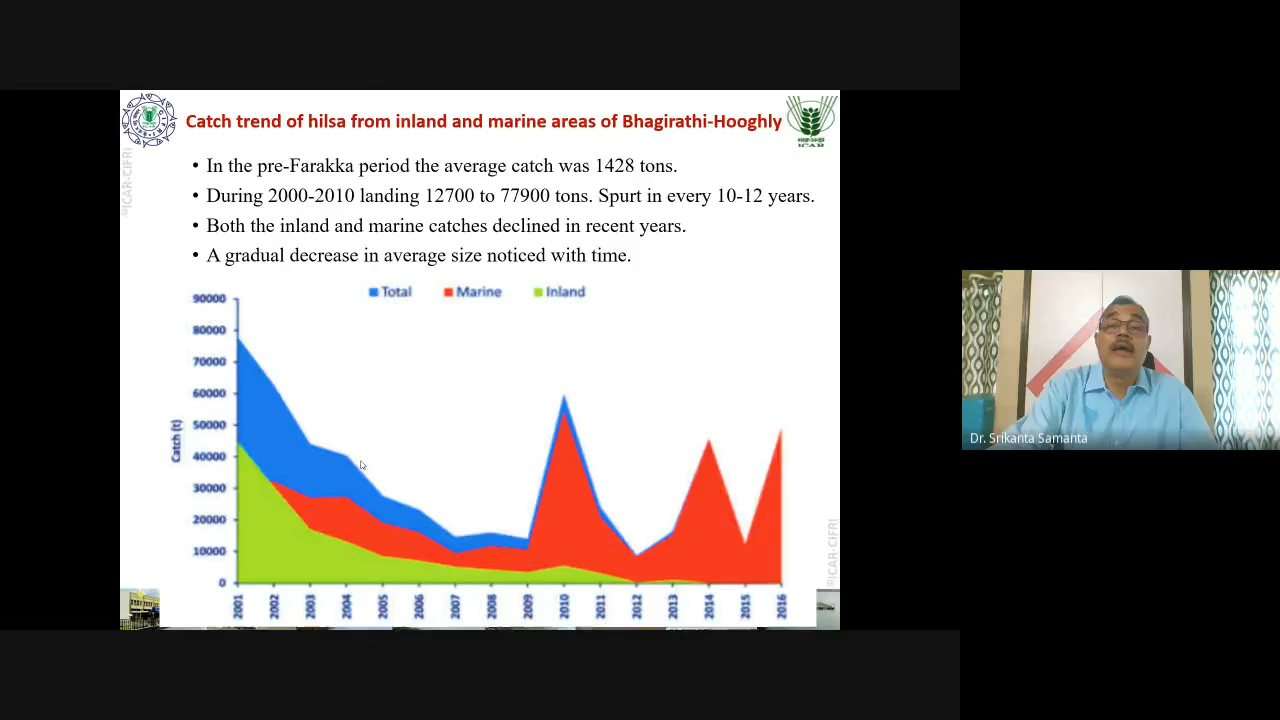 Catch trend of hilsa from inland and marine areas of Bhagirathi-Hooghly
ICAR
©ICAR-CIFRI
• In the pre-Farakka period the average catch was 1428 tons.
• During 2000-2010 landing 12700 to 77900 tons. Spurt in every 10-12 years.
• Both the inland and marine catches declined in recent years.
• A gradual decrease in average size noticed with time.
Total Marine Inland
Catch (t)
90000
80000
70000
60000
50000
40000
30000
20000
10000
0
2001 2002 2003 2004 2005 2006 2007 2008 2009 2010 2011 2012 2013 2014 2015 2016
©ICAR-CIFRI
Dr. Srikanta Samanta